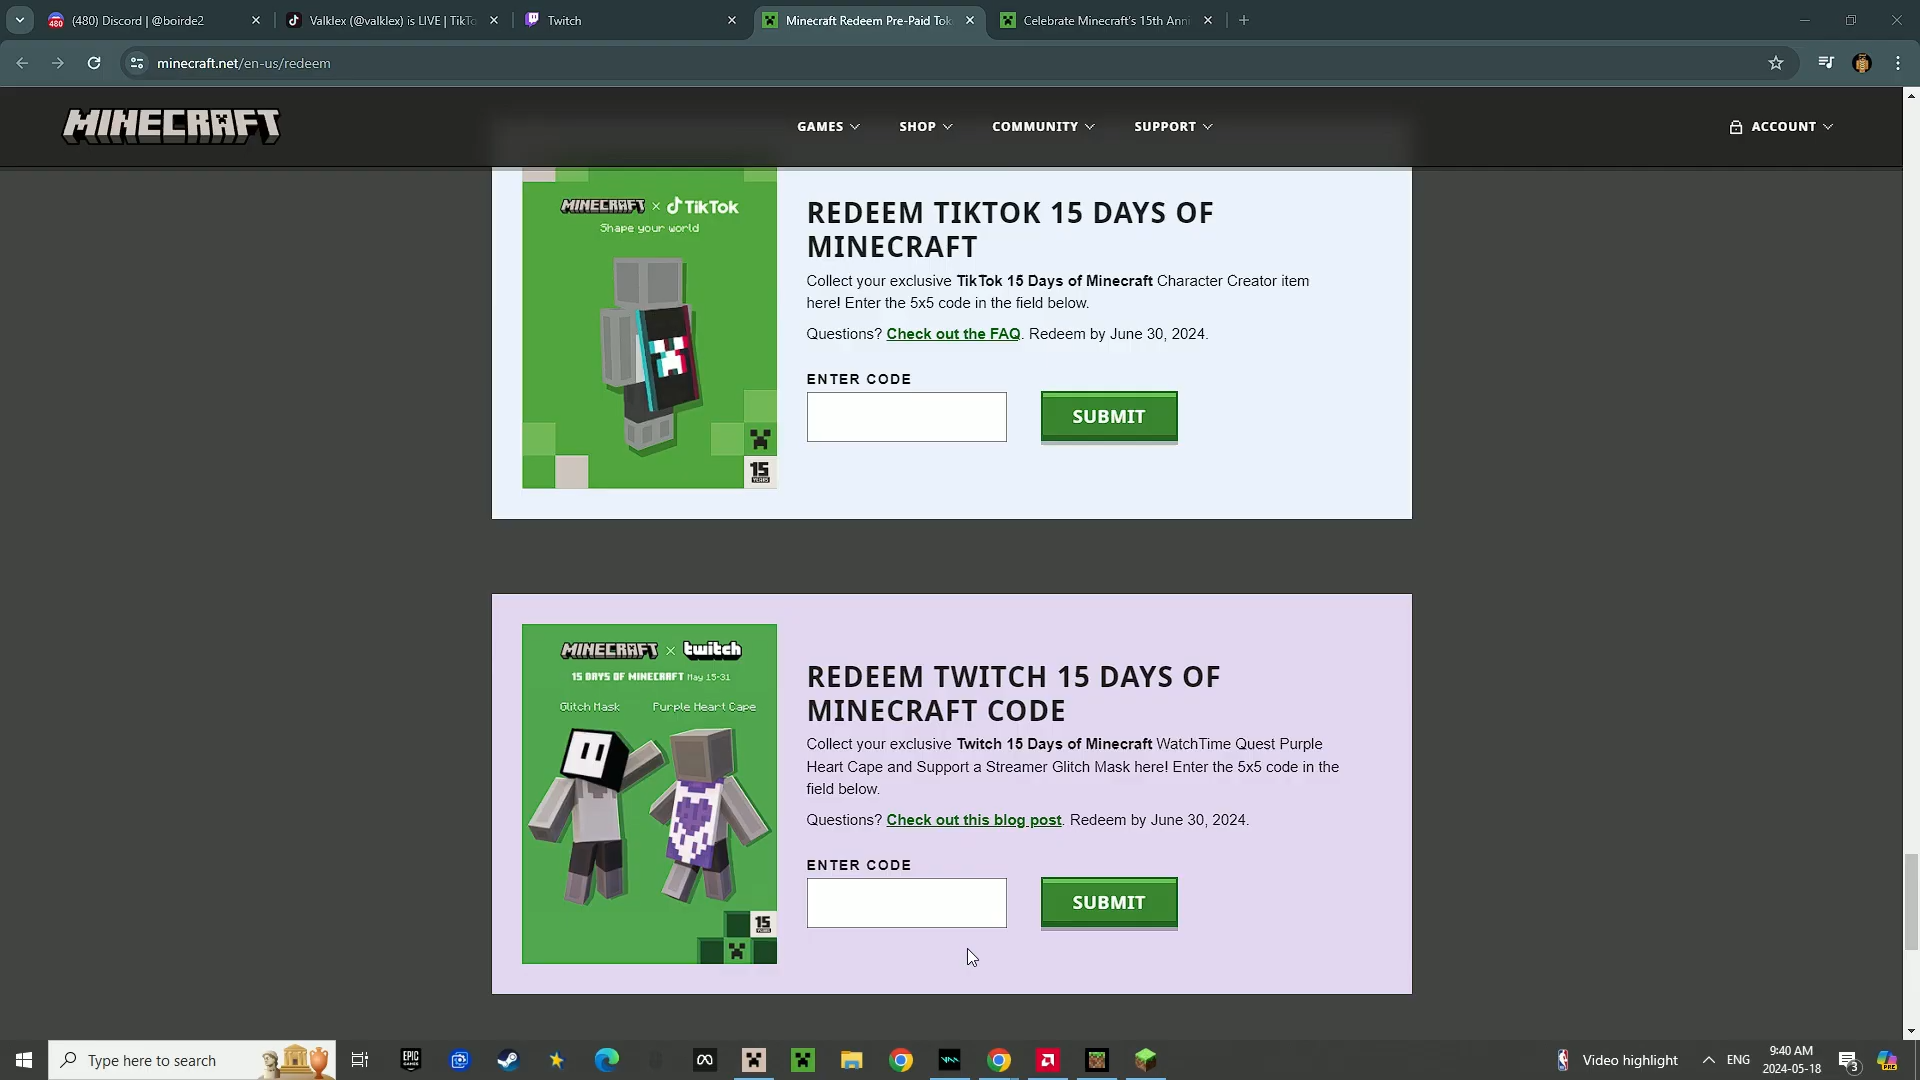 (480) Discord | @boirde2
Valklex (@valklex) is LIVE | TikTo
Twitch
Minecraft Redeem Pre-Paid Tok
Celebrate Minecraft's 15th Anni
minecraft.net/en-us/redeem
MINECRAFT
GAMES
SHOP
COMMUNITY
SUPPORT
ACCOUNT
MINECRAFT × TikTok
Shape your world
15
YEARS
REDEEM TIKTOK 15 DAYS OF
MINECRAFT
Collect your exclusive TikTok 15 Days of Minecraft Character Creator item
here! Enter the 5x5 code in the field below.
Questions? Check out the FAQ. Redeem by June 30, 2024.
ENTER CODE
SUBMIT
MINECRAFT × twitch
15 DAYS OF MINECRAFT May 15-31
Glitch Mask
Purple Heart Cape
15
YEARS
REDEEM TWITCH 15 DAYS OF
MINECRAFT CODE
Collect your exclusive Twitch 15 Days of Minecraft WatchTime Quest Purple
Heart Cape and Support a Streamer Glitch Mask here! Enter the 5x5 code in the
field below.
Questions? Check out this blog post. Redeem by June 30, 2024.
ENTER CODE
SUBMIT
Type here to search
EPIC
GAMES
Video highlight
ENG
9:40 AM
2024-05-18
3
PRE